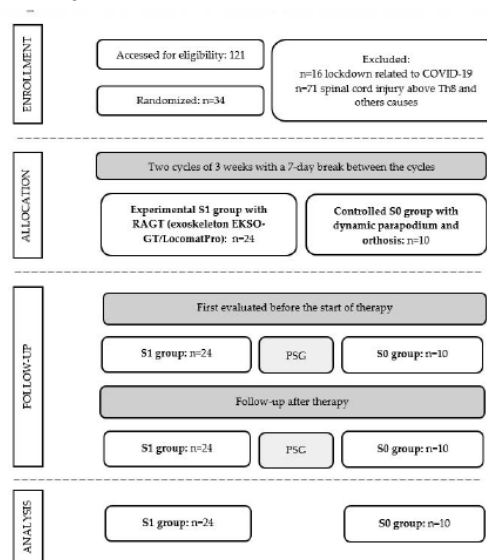 ENROLLMENT
Accessed for eligibility: 121
Randomized: n=34
Excluded:
n=16 lockdown related to COVID-19
n=71 spinal cord injury above Th8 and
others causes
ALLOCATION
Two cycles of 3 weeks with a 7-day break between the cycles
Experimental S1 group with
RAGT (exoskeleton EKSO-
GT/LocomatPro): n=24
Controlled S0 group with
dynamic parapodium and
orthosis: n=10
FOLLOW-UP
First evaluated before the start of therapy
S1 group: n=24
PSG
S0 group: n=10
Follow-up after therapy
S1 group: n=24
PSG
S0 group: n=10
ANALYSIS
S1 group: n=24
S0 group: n=10